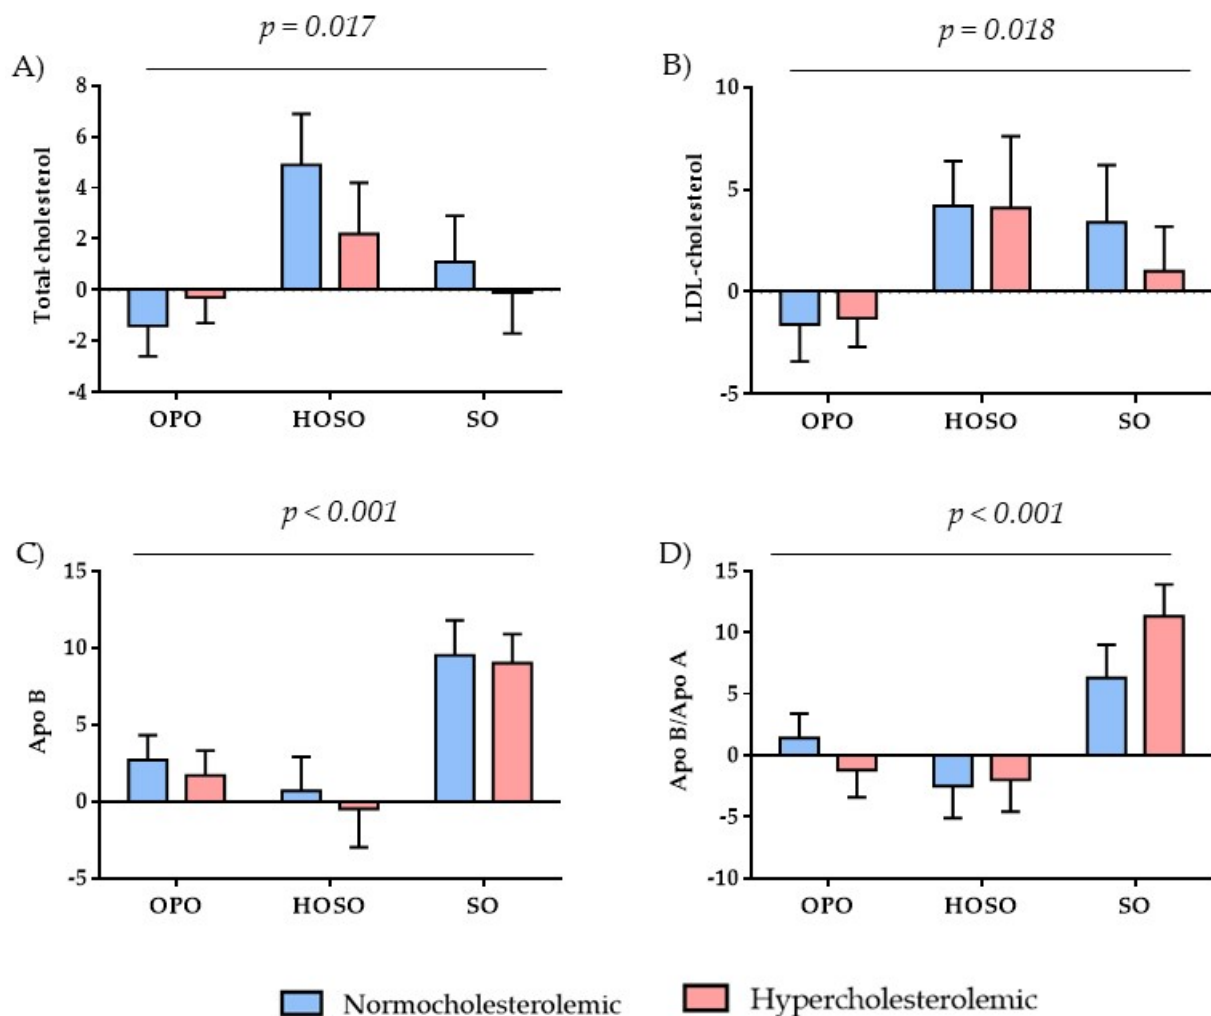 p = 0.017
A)
Total-cholesterol
8
6
4
2
0
-2
-4
OPO HOSO SO
p = 0.018
B)
LDL-cholesterol
10
5
0
-5
OPO HOSO SO
p < 0.001
C)
Apo B
15
10
5
0
-5
OPO HOSO SO
p < 0.001
D)
Apo B/Apo A
15
10
5
0
-5
-10
OPO HOSO SO
Normocholesterolemic
Hypercholesterolemic